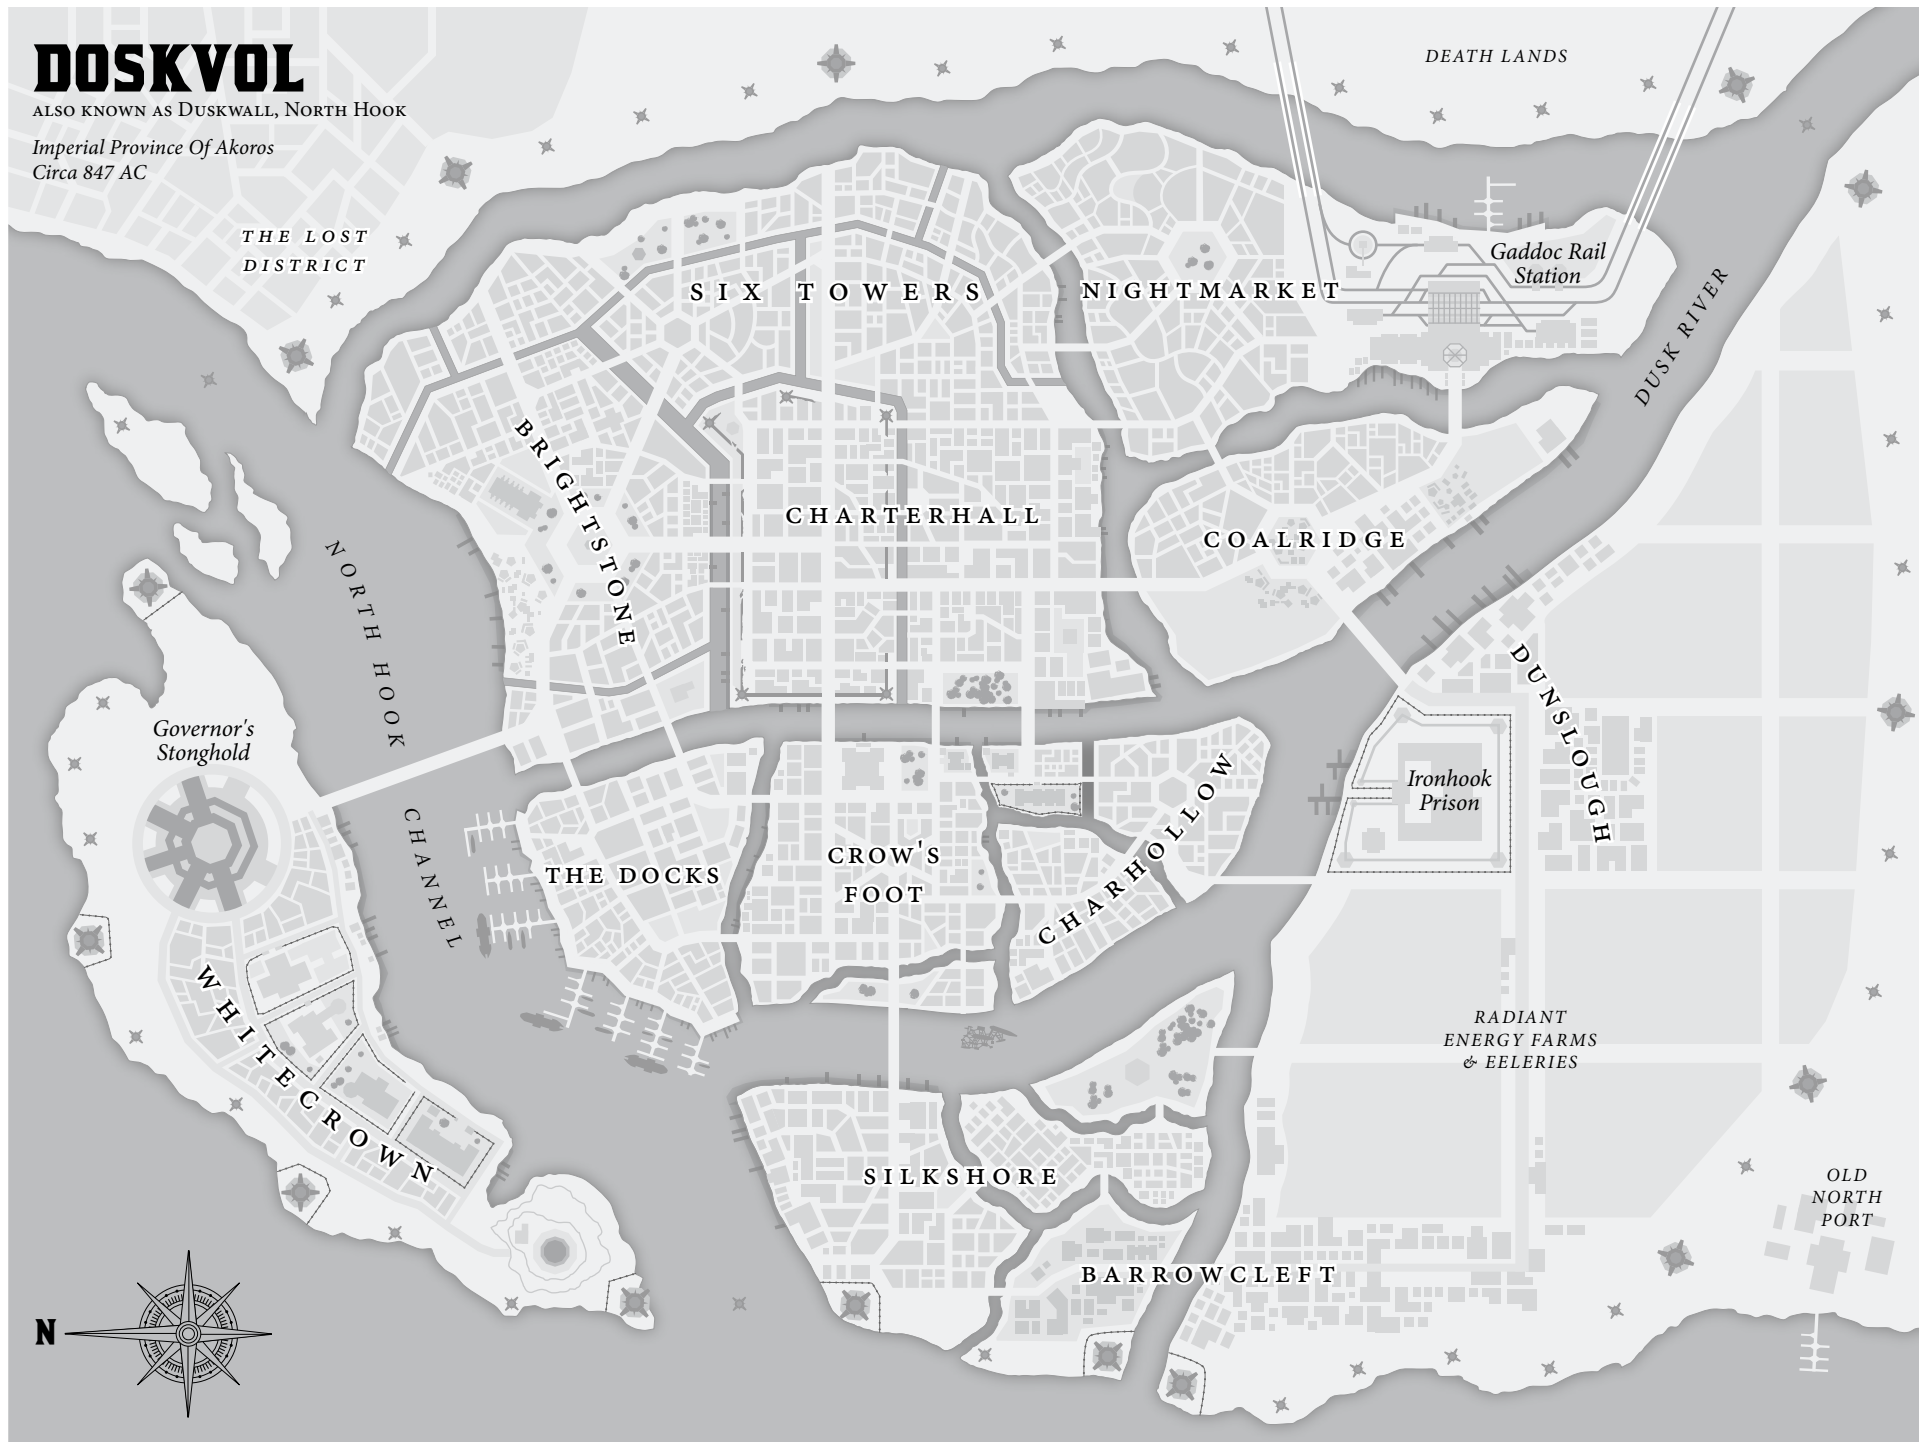 DOSKVOL
ALSO KNOWN AS DUSKWALL, NORTH HOOK
Imperial Province Of Akoros
Circa 847 AC
DEATH LANDS
THE LOST
DISTRICT
SIX TOWERS
NIGHTMARKET
Gaddoc Rail
Station
DUSK RIVER
BRIGHTSTONE
CHARTERHALL
COALRIDGE
NORTH HOOK
CHANNEL
DUNSLOUGH
Governor's
Stonghold
Ironhook
Prison
THE DOCKS
CROW'S
FOOT
CHARHOLLOW
WHITECROWN
RADIANT
ENERGY FARMS
& EELERIES
SILKSHORE
OLD
NORTH
PORT
BARROWCLEFT
N